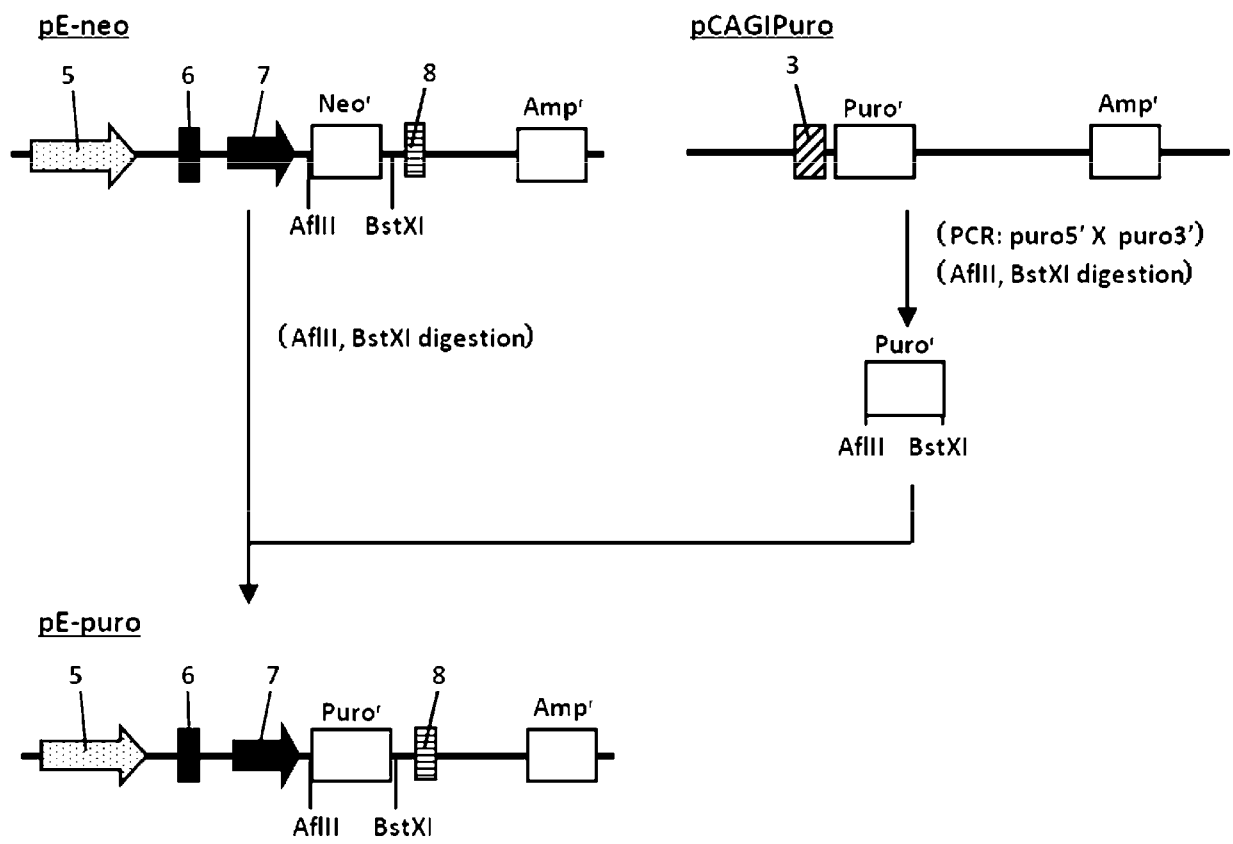 pE-neo
5 6 7 Neoʳ 8 Ampʳ
AflII BstXI
pCAGIPuro
3 Puroʳ Ampʳ
(PCR: puro5′ X puro3′)
(AflII, BstXI digestion)
Puroʳ
AflII BstXI
(AflII, BstXI digestion)
pE-puro
5 6 7 Puroʳ 8 Ampʳ
AflII BstXI